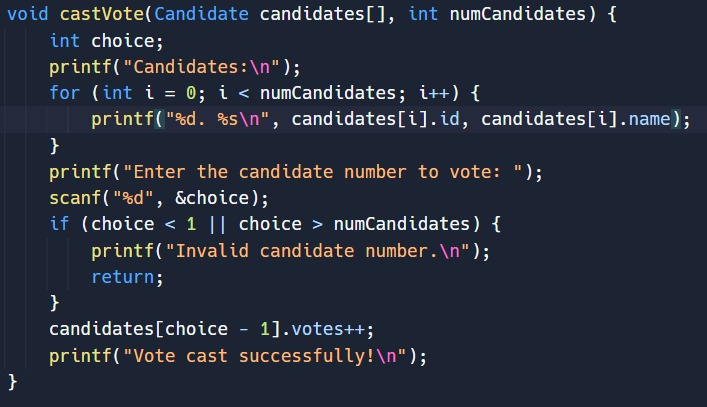 void castVote(Candidate candidates[], int numCandidates) {
    int choice;
    printf("Candidates:\n");
    for (int i = 0; i < numCandidates; i++) {
        printf("%d. %s\n", candidates[i].id, candidates[i].name);
    }
    printf("Enter the candidate number to vote: ");
    scanf("%d", &choice);
    if (choice < 1 || choice > numCandidates) {
        printf("Invalid candidate number.\n");
        return;
    }
    candidates[choice - 1].votes++;
    printf("Vote cast successfully!\n");
}